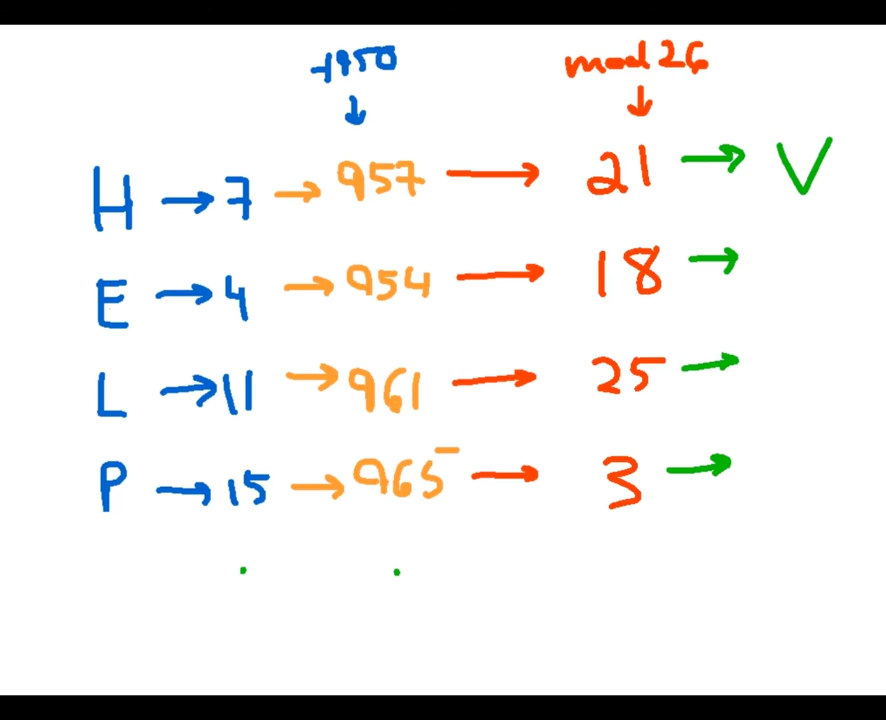 +950 mod 26
↓ ↓
H → 7 → 957 → 21 → V
E → 4 → 954 → 18 →
L → 11 → 961 → 25 →
P → 15 → 965 → 3 →